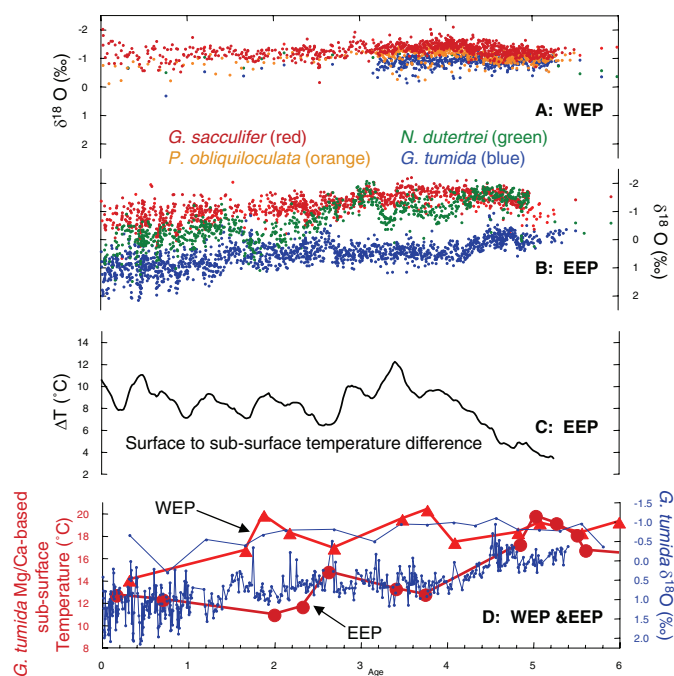 -2
-1
0
1
2
δ18 O (‰)
A: WEP
G. sacculifer (red)
N. dutertrei (green)
P. obliquiloculata (orange)
G. tumida (blue)
-2
-1
0
1
2
δ18 O (‰)
B: EEP
14
12
10
8
6
4
2
ΔT (°C)
Surface to sub-surface temperature difference
C: EEP
20
18
16
14
12
10
8
G. tumida Mg/Ca-based
sub-surface
Temperature (°C)
WEP
EEP
D: WEP &EEP
-1.5
-1.0
-0.5
0.0
0.5
1.0
1.5
2.0
G. tumida δ18O (‰)
0 1 2 3 4 5 6
Age